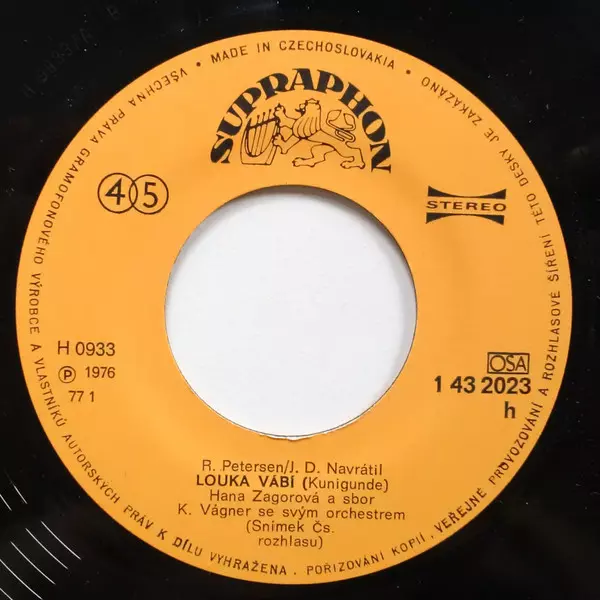 VŠECHNA PRÁVA GRAMOFONOVÉHO VÝROBCE A VLASTNÍKŮ AUTORSKÝCH PRÁV K DÍLU VYHRAŽENA. POŘIZOVÁNÍ KOPIÍ, VEŘEJNÉ PROVOZOVÁNÍ A ROZHLASOVÉ ŠÍŘENÍ TÉTO DESKY JE ZAKÁZÁNO
• MADE IN CZECHOSLOVAKIA •
SUPRAPHON
45
STEREO
H 0933
℗ 1976
77 1
OSA
1 43 2023
h
R. Petersen/J. D. Navrátil
LOUKA VÁBÍ (Kunigunde)
Hana Zagorová a sbor
K. Vágner se svým orchestrem
(Snímek Čs.
rozhlasu)